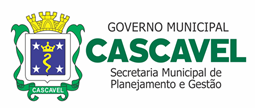 GOVERNO MUNICIPAL
CASCAVEL
Secretaria Municipal de
Planejamento e Gestão
CASCAVEL